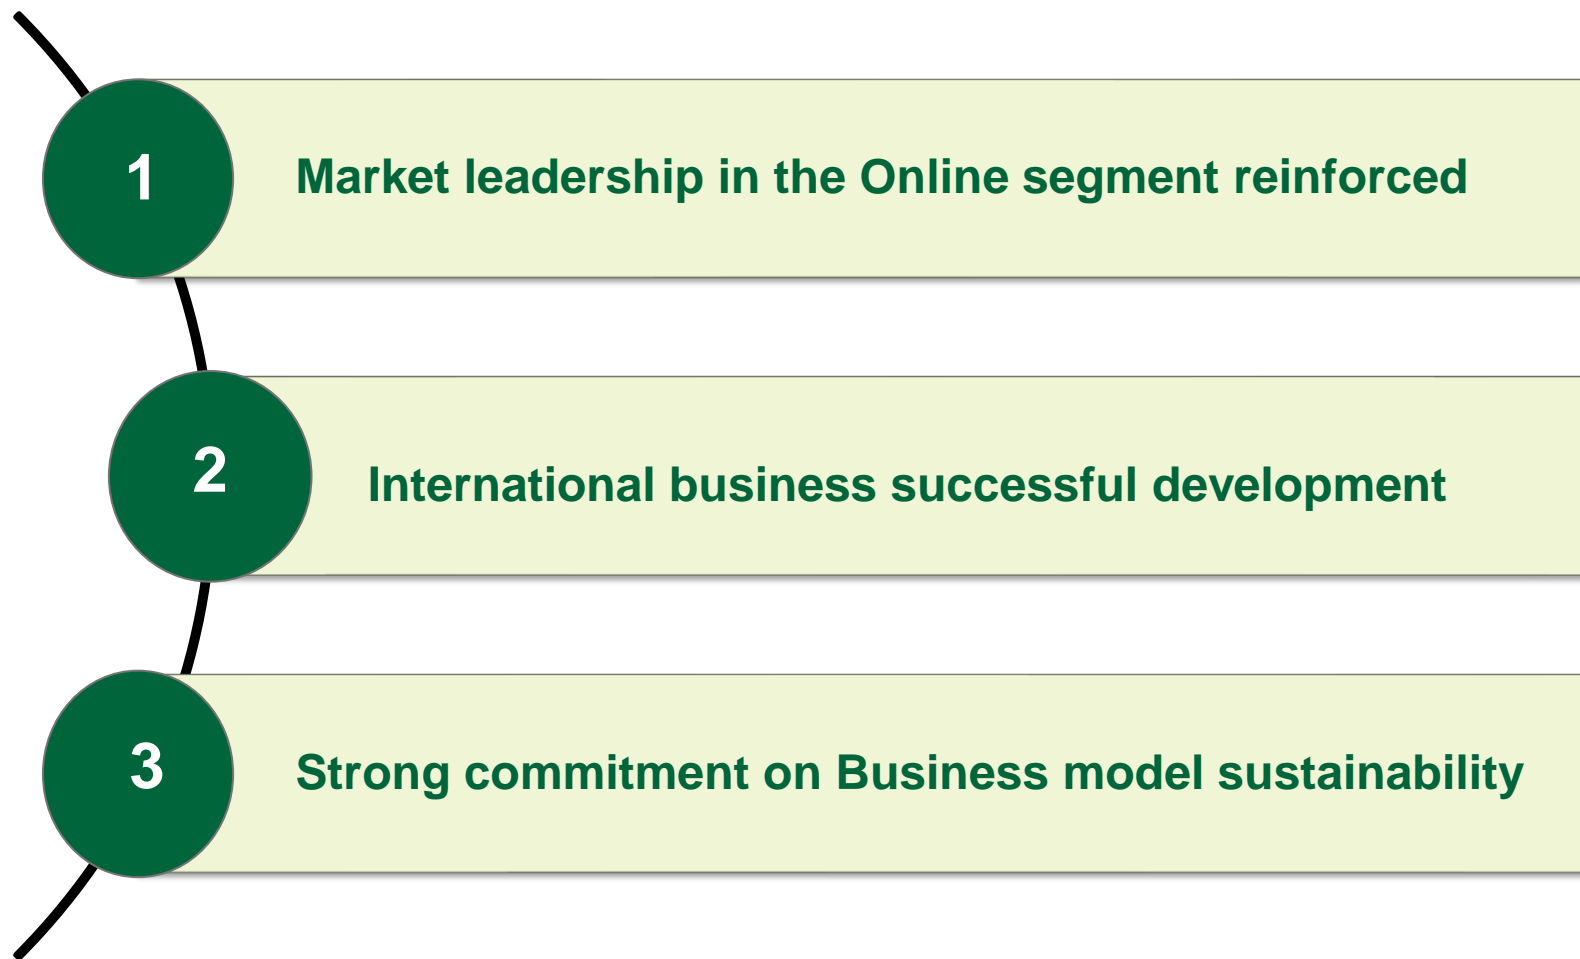 1
Market leadership in the Online segment reinforced
2
International business successful development
3
Strong commitment on Business model sustainability